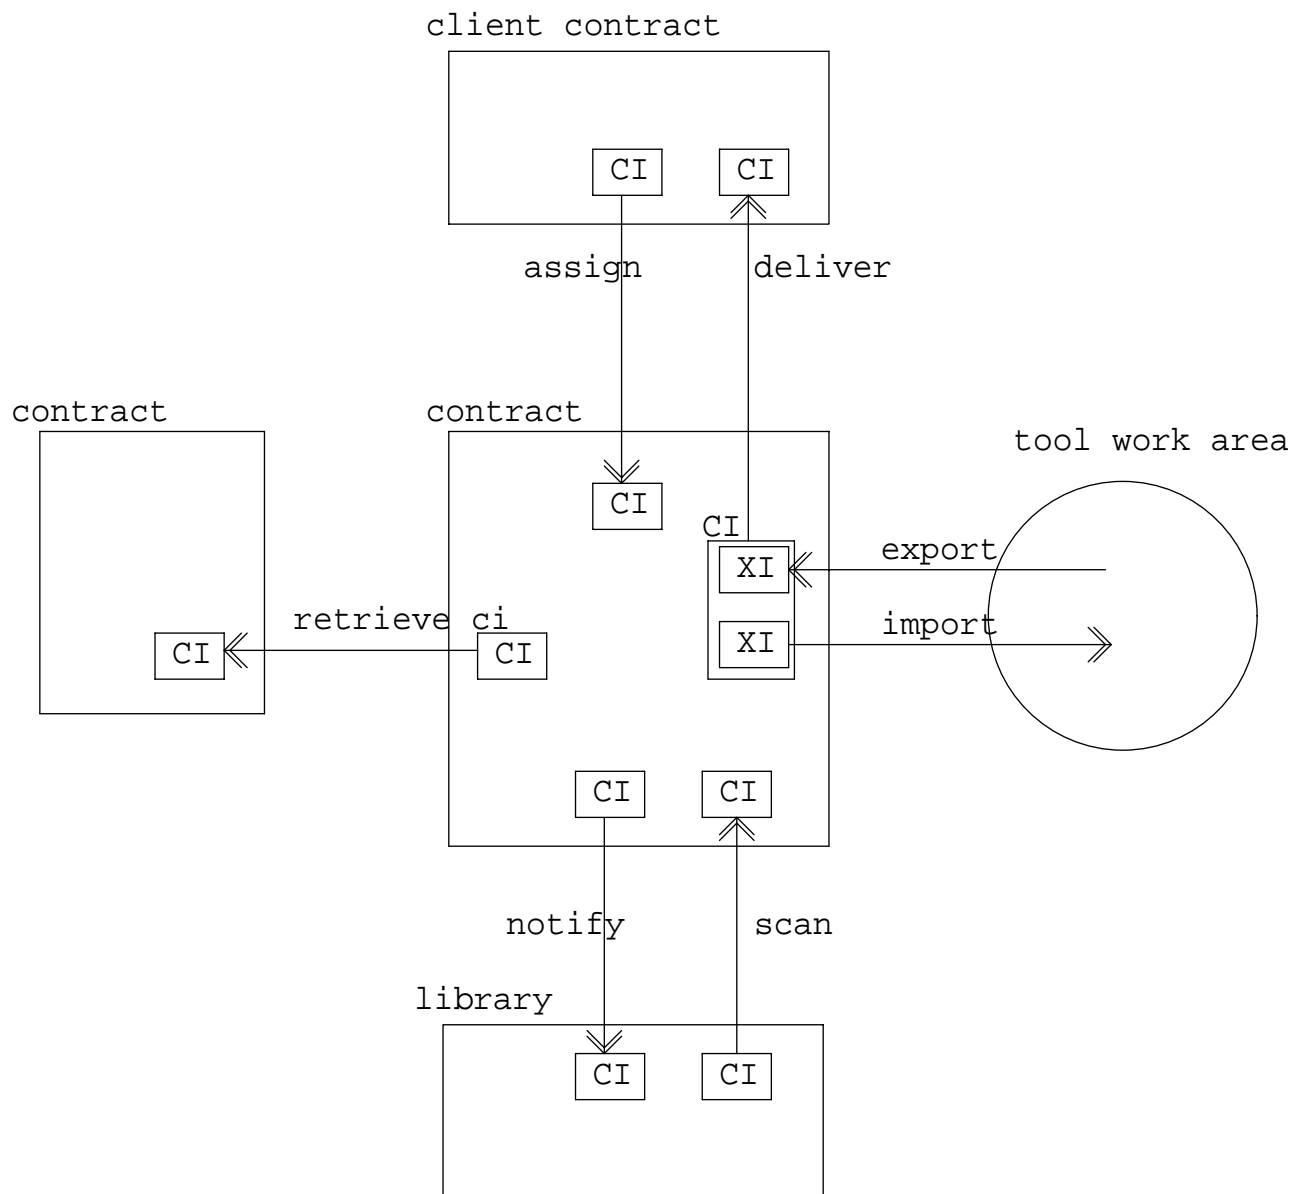 client contract
CI CI
assign deliver
contract contract
tool work area
CI
CI
XI export
retrieve ci import
CI CI XI
CI CI
notify scan
library
CI CI